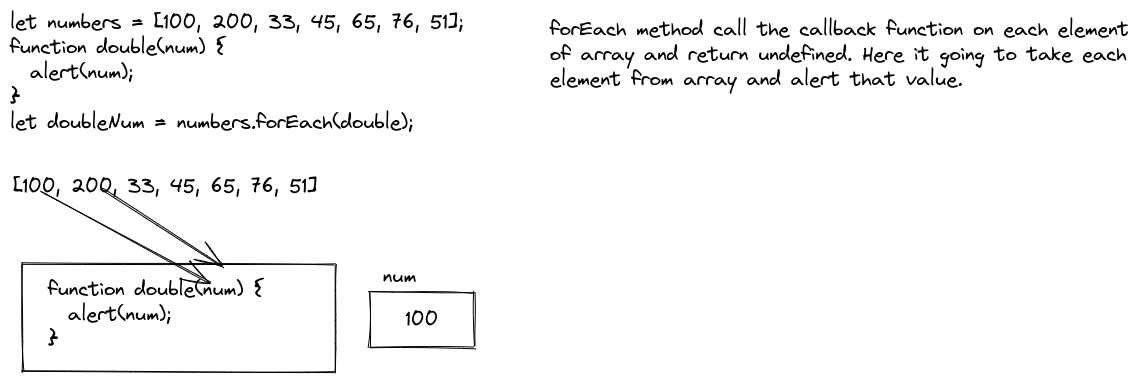 let numbers = [100, 200, 33, 45, 65, 76, 51];
function double(num) {
alert(num);
}
let doubleNum = numbers.forEach(double);
forEach method call the callback function on each element
of array and return undefined. Here it going to take each
element from array and alert that value.
[100, 200, 33, 45, 65, 76, 51]
function double(num) {
alert(num);
}
num
100